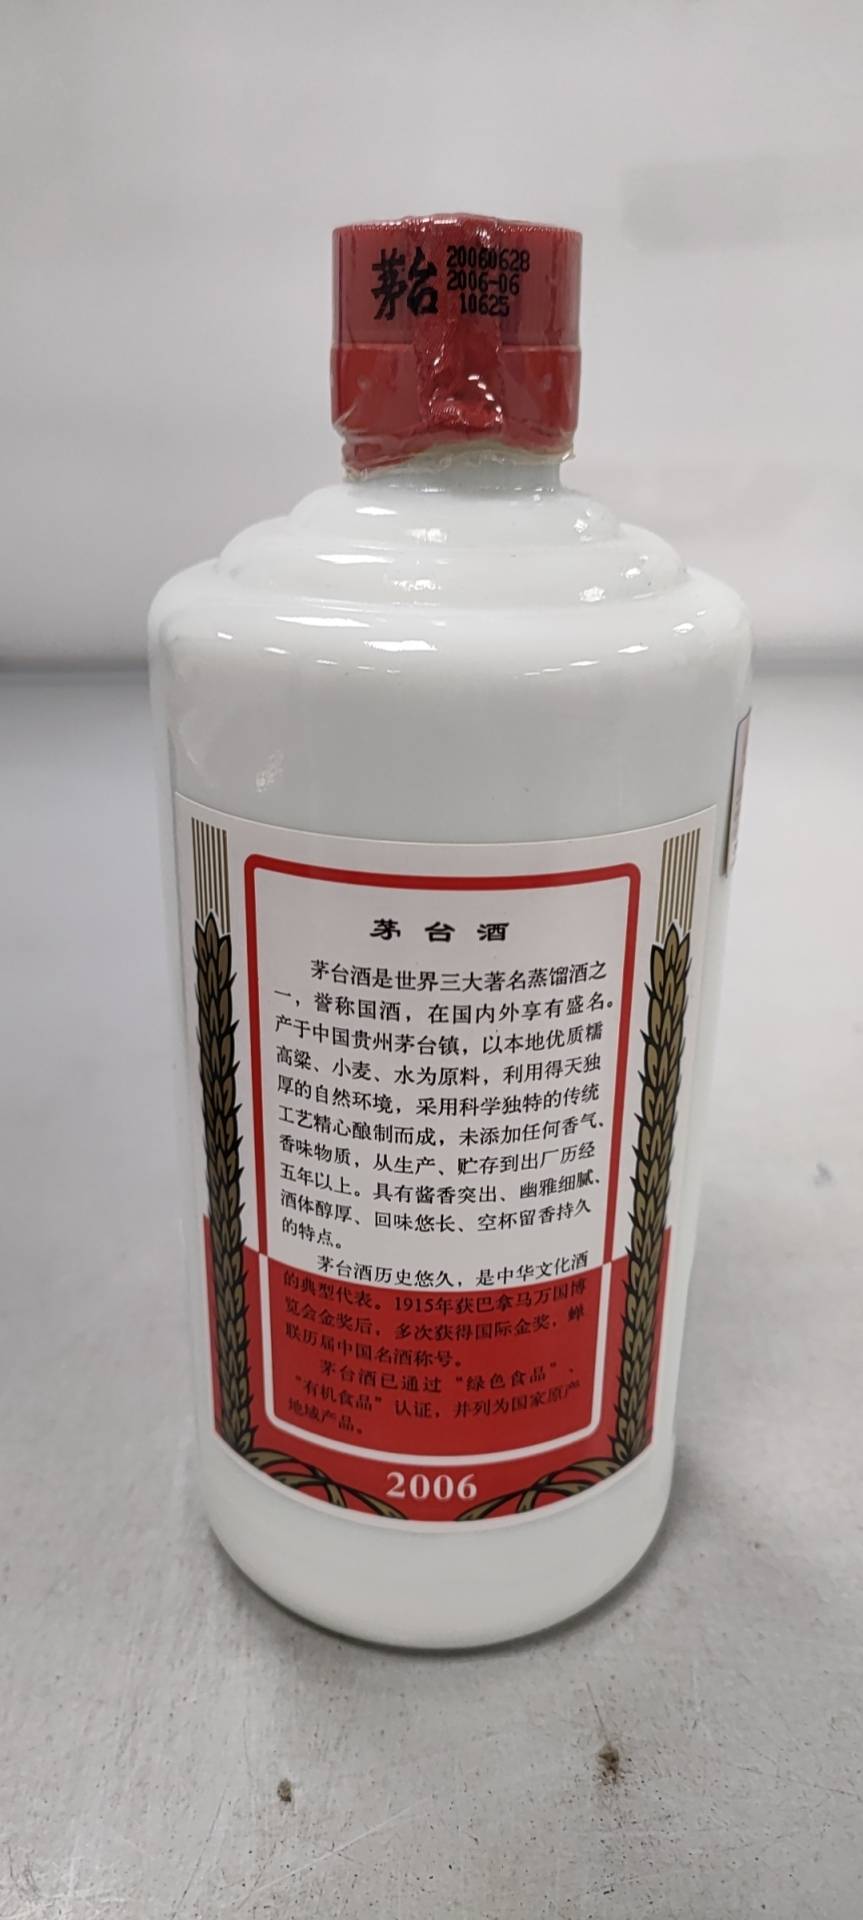 茅台
20060628
2006-06
10625
茅台酒
茅台酒是世界三大著名蒸馏酒之
一，誉称国酒，在国内外享有盛名。
产于中国贵州茅台镇，以本地优质糯
高粱、小麦、水为原料，利用得天独
厚的自然环境，采用科学独特的传统
工艺精心酿制而成，未添加任何香气、
香味物质，从生产、贮存到出厂历经
五年以上。具有酱香突出、幽雅细腻、
酒体醇厚、回味悠长、空杯留香持久
的特点。
茅台酒历史悠久，是中华文化酒
的典型代表。1915年获巴拿马万国博
览会金奖后，多次获得国际金奖，蝉
联历届中国名酒称号。
茅台酒已通过“绿色食品”、
“有机食品”认证，并列为国家原产
地域产品。
2006